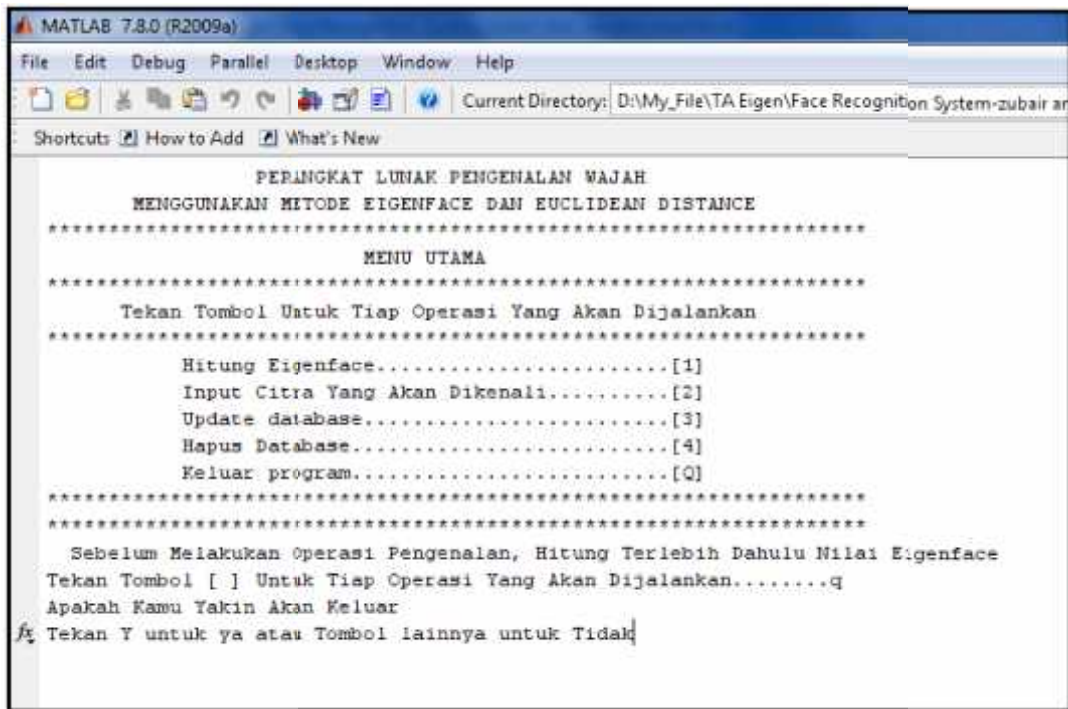 MATLAB 7.8.0 (R2009a)
File Edit Debug Parallel Desktop Window Help
Current Directory: D:\My_File\TA Eigen\Face Recognition System-zubair ar
Shortcuts How to Add What's New
PERANGKAT LUNAK PENGENALAN WAJAH
MENGGUNAKAN METODE EIGENFACE DAN EUCLIDEAN DISTANCE
*******************************************************************
MENU UTAMA
*******************************************************************
Tekan Tombol Untuk Tiap Operasi Yang Akan Dijalankan
*******************************************************************
Hitung Eigenface........................[1]
Input Citra Yang Akan Dikenali..........[2]
Update database.........................[3]
Hapus Database..........................[4]
Keluar program..........................[Q]
*******************************************************************
*******************************************************************
Sebelum Melakukan Operasi Pengenalan, Hitung Terlebih Dahulu Nilai Eigenface
Tekan Tombol [ ] Untuk Tiap Operasi Yang Akan Dijalankan........q
Apakah Kamu Yakin Akan Keluar
fx Tekan Y untuk ya atau Tombol lainnya untuk Tidak